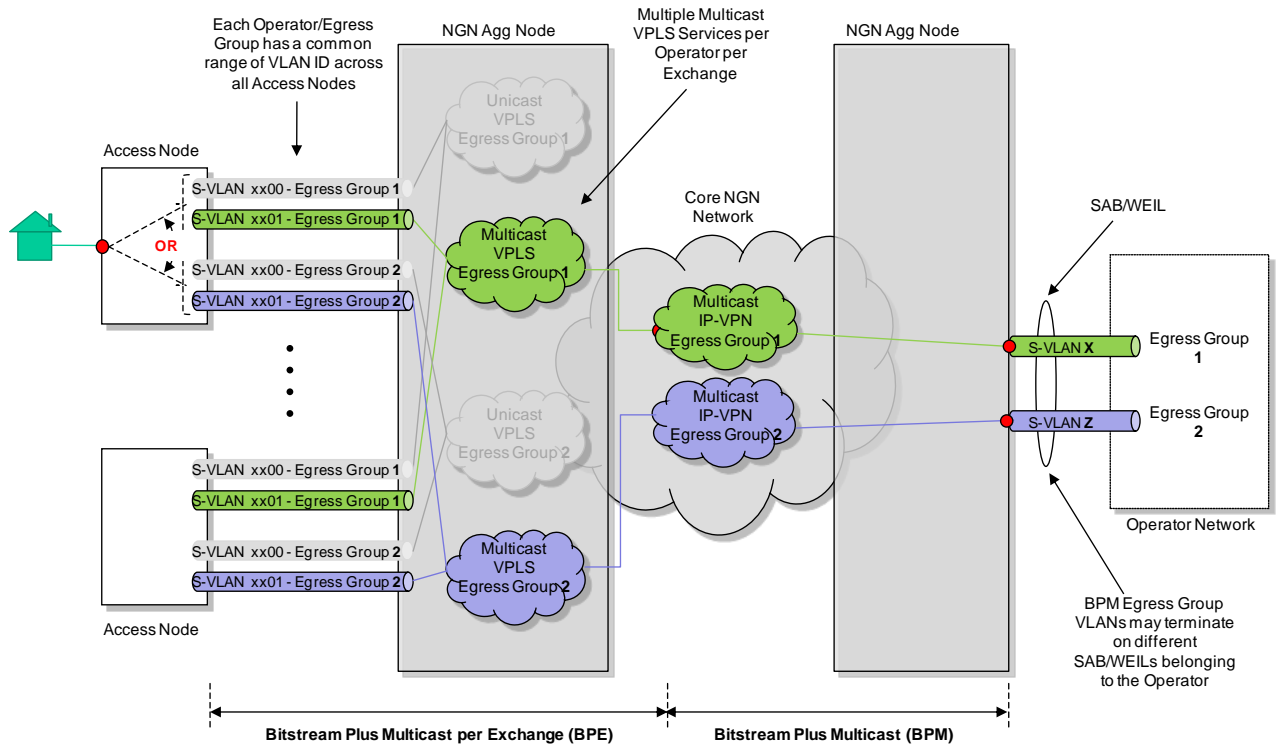 Each Operator/Egress
Group has a common
range of VLAN ID across
all Access Nodes
NGN Agg Node
Multiple Multicast
VPLS Services per
Operator per
Exchange
NGN Agg Node
Unicast
VPLS
Egress Group 1
Access Node
S-VLAN xx00 - Egress Group 1
S-VLAN xx01 - Egress Group 1
OR
S-VLAN xx00 - Egress Group 2
S-VLAN xx01 - Egress Group 2
Multicast
VPLS
Egress Group 1
Core NGN
Network
Multicast
IP-VPN
Egress Group 1
Multicast
IP-VPN
Egress Group 2
SAB/WEIL
S-VLAN X
Egress Group
1
S-VLAN Z
Egress Group
2
Operator Network
Unicast
VPLS
Egress Group 2
S-VLAN xx00 - Egress Group 1
S-VLAN xx01 - Egress Group 1
S-VLAN xx00 - Egress Group 2
S-VLAN xx01 - Egress Group 2
Access Node
Multicast
VPLS
Egress Group 2
BPM Egress Group
VLANs may terminate
on different
SAB/WEILs belonging
to the Operator
Bitstream Plus Multicast per Exchange (BPE)
Bitstream Plus Multicast (BPM)